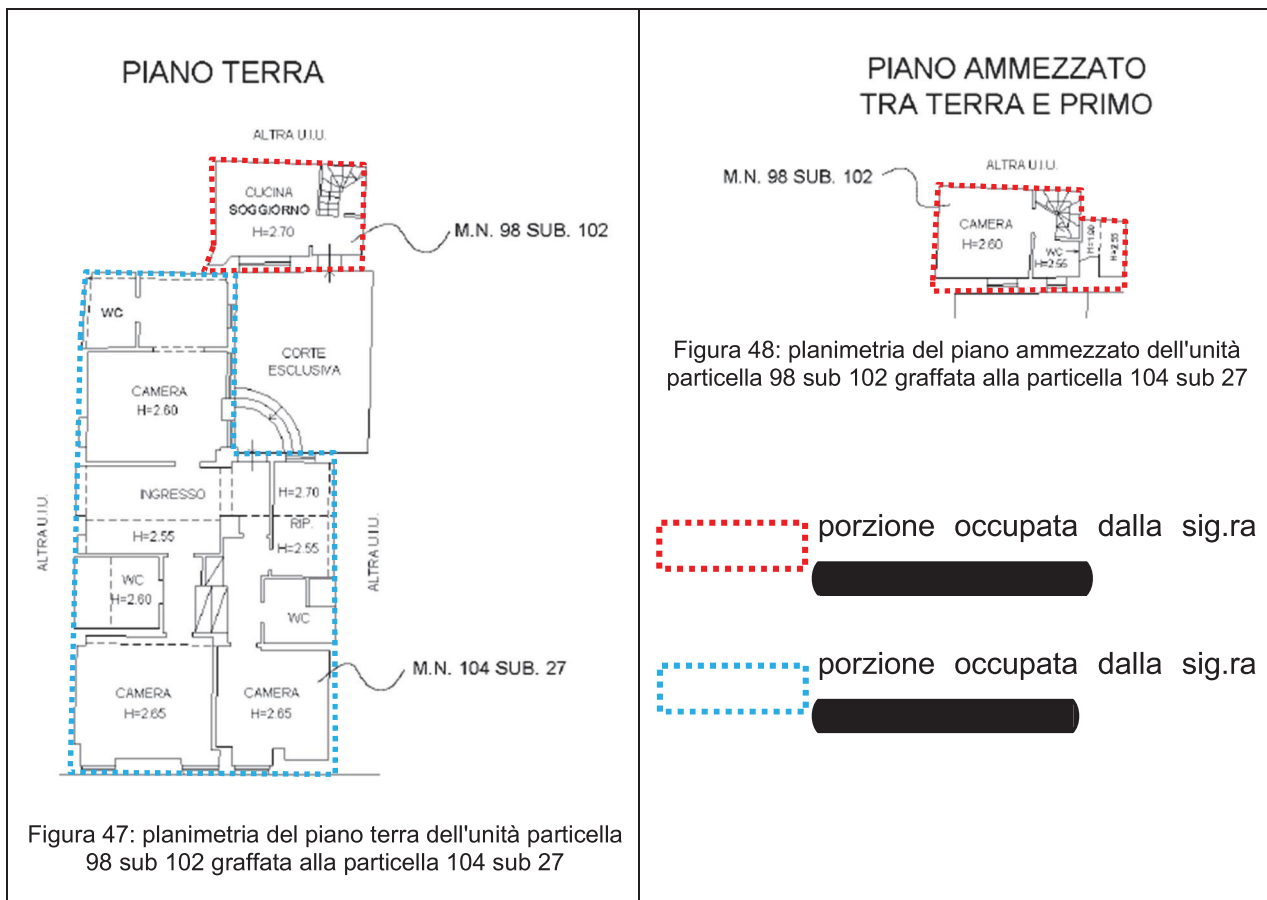 PIANO TERRA
ALTRA U.I.U.
CUCINA
SOGGIORNO
H=2.70
M.N. 98 SUB. 102
WC
CORTE
ESCLUSIVA
CAMERA
H=2.60
INGRESSO
H=2.70
H=2.55
RIP.
H=2.55
ALTRA U.I.U.
ALTRA U.I.U.
WC
H=2.60
WC
M.N. 104 SUB. 27
CAMERA
H=2.65
CAMERA
H=2.65
Figura 47: planimetria del piano terra dell'unità particella
98 sub 102 graffata alla particella 104 sub 27
PIANO AMMEZZATO
TRA TERRA E PRIMO
ALTRA U.I.U.
M.N. 98 SUB. 102
CAMERA
H=2.60
WC
H=2.55
H=1.90
H=2.55
Figura 48: planimetria del piano ammezzato dell'unità
particella 98 sub 102 graffata alla particella 104 sub 27
porzione occupata dalla sig.ra
porzione occupata dalla sig.ra